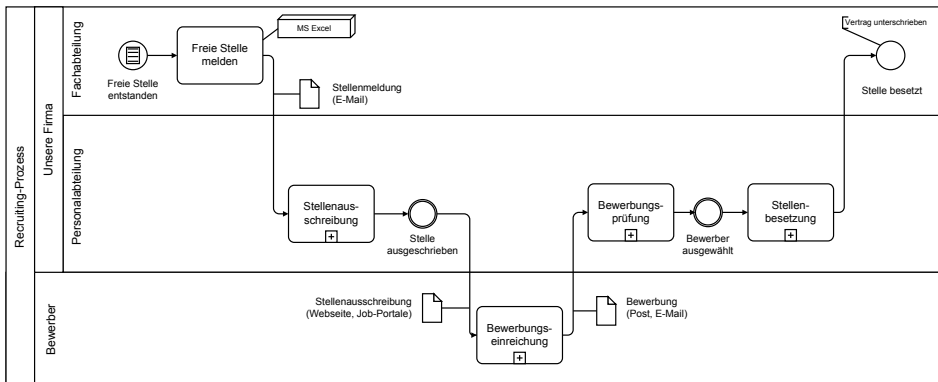 Recruiting-Prozess
Unsere Firma
Fachabteilung
Freie Stelle
entstanden
Freie Stelle
melden
MS Excel
Stellenmeldung
(E-Mail)
Vertrag unterschrieben
Stelle besetzt
Personalabteilung
Stellenaus-
schreibung
Stelle
ausgeschrieben
Bewerbungs-
prüfung
Bewerber
ausgewählt
Stellen-
besetzung
Bewerber
Stellenausschreibung
(Webseite, Job-Portale)
Bewerbungs-
einreichung
Bewerbung
(Post, E-Mail)